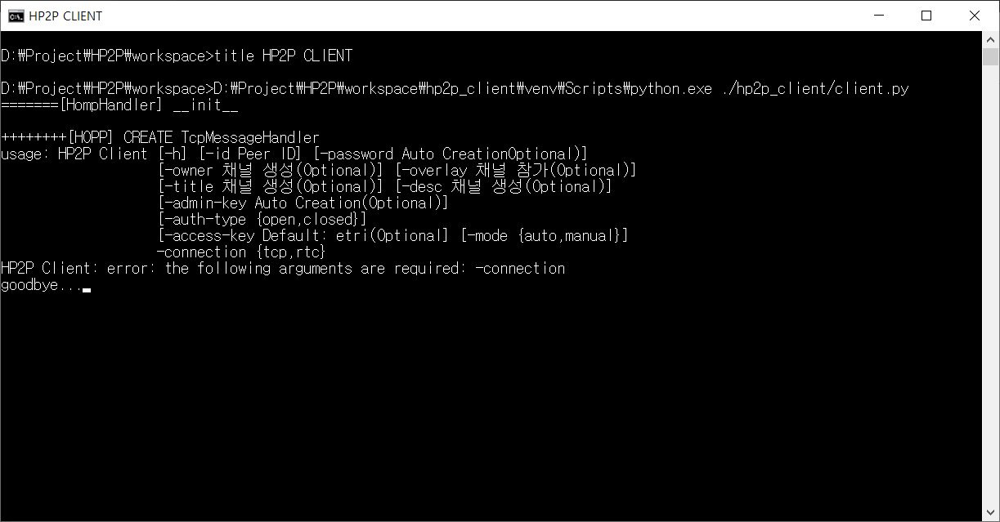 HP2P CLIENT
D:₩Project₩HP2P₩workspace>title HP2P CLIENT
D:₩Project₩HP2P₩workspace>D:₩Project₩HP2P₩workspace₩hp2p_client₩venv₩Scripts₩python.exe ./hp2p_client/client.py
=======[HompHandler] __init__
++++++++[HOPP] CREATE TcpMessageHandler
usage: HP2P Client [-h] [-id Peer ID] [-password Auto CreationOptional)]
[-owner 채널 생성(Optional)] [-overlay 채널 참가(Optional)]
[-title 채널 생성(Optional)] [-desc 채널 생성(Optional)]
[-admin-key Auto Creation(Optional)]
[-auth-type {open,closed}]
[-access-key Default: etri(Optional] [-mode {auto,manual}]
-connection {tcp,rtc}
HP2P Client: error: the following arguments are required: -connection
goodbye...